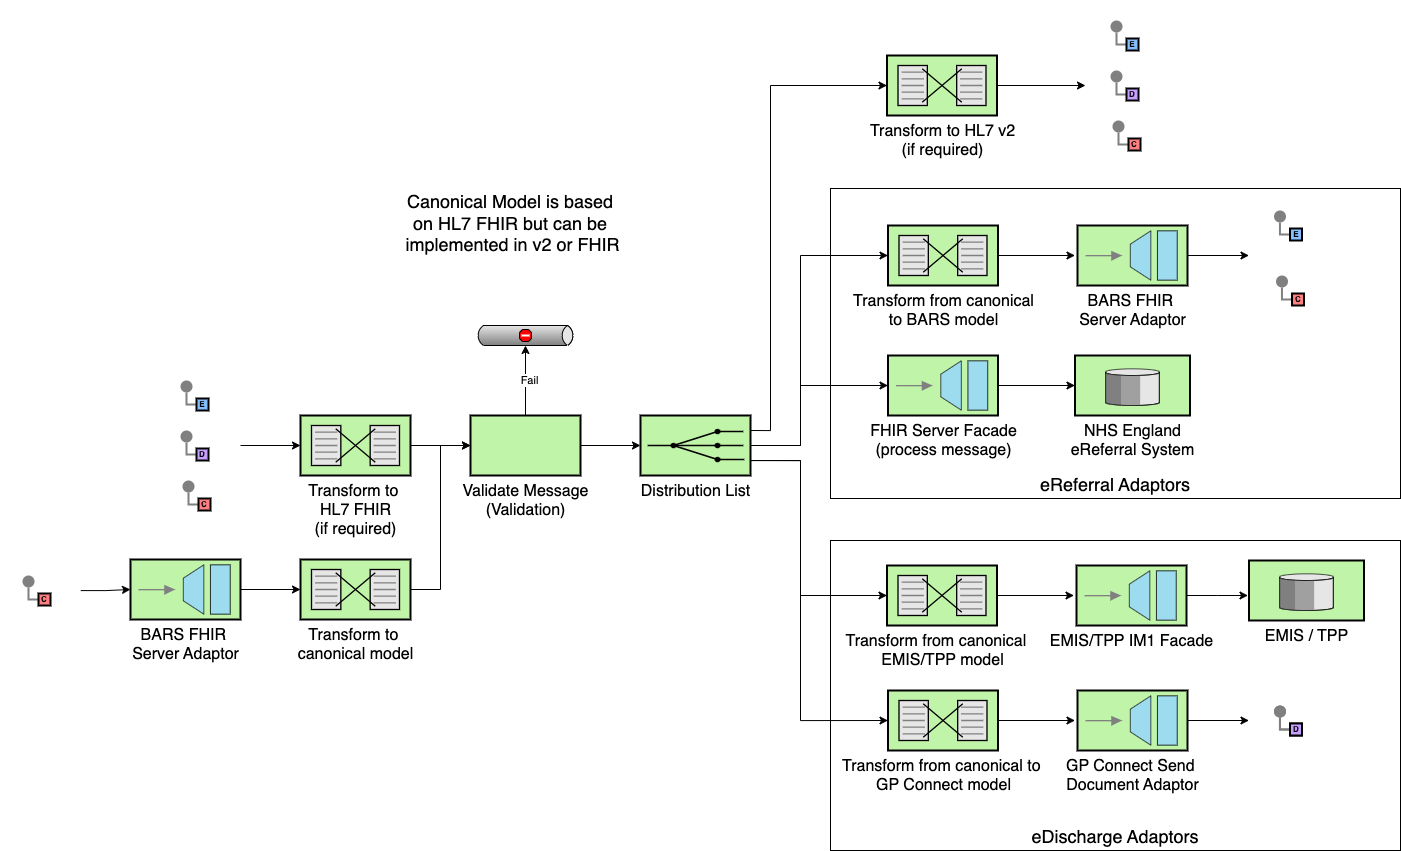 E
D
C
Transform to HL7 v2
(if required)
Canonical Model is based
on HL7 FHIR but can be
implemented in v2 or FHIR
E
C
Transform from canonical
to BARS model
BARS FHIR
Server Adaptor
FHIR Server Facade
(process message)
NHS England
eReferral System
eReferral Adaptors
Fail
E
D
C
Transform to
HL7 FHIR
(if required)
Validate Message
(Validation)
Distribution List
C
BARS FHIR
Server Adaptor
Transform to
canonical model
Transform from canonical
EMIS/TPP model
EMIS/TPP IM1 Facade
EMIS / TPP
Transform from canonical to
GP Connect model
GP Connect Send
Document Adaptor
D
eDischarge Adaptors